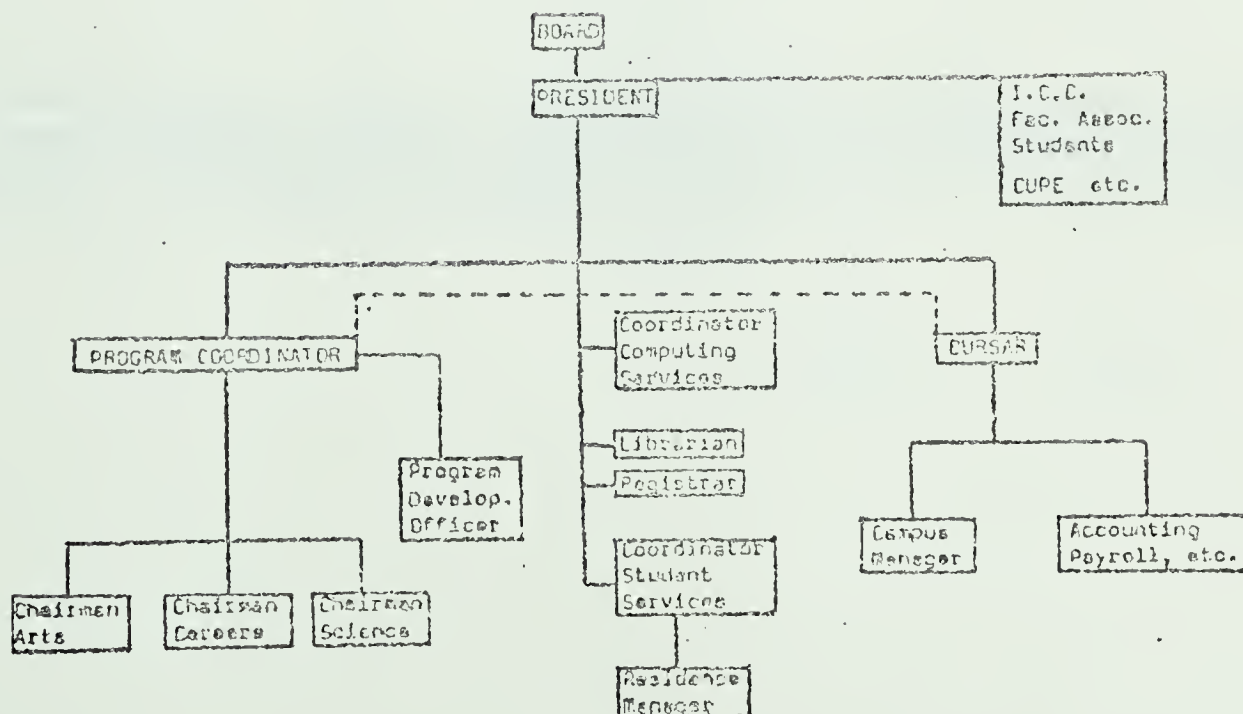 BOARD
PRESIDENT
I.C.C.
Fac. Assoc.
Students
CUPE etc.
PROGRAM COORDINATOR
Coordinator
Computing
Services
BURSAR
Program
Develop.
Officer
Librarian
Registrar
Coordinator
Student
Services
Campus
Manager
Accounting
Payroll, etc.
Chairman
Arts
Chairman
Careers
Chairman
Science
Residence
Manager